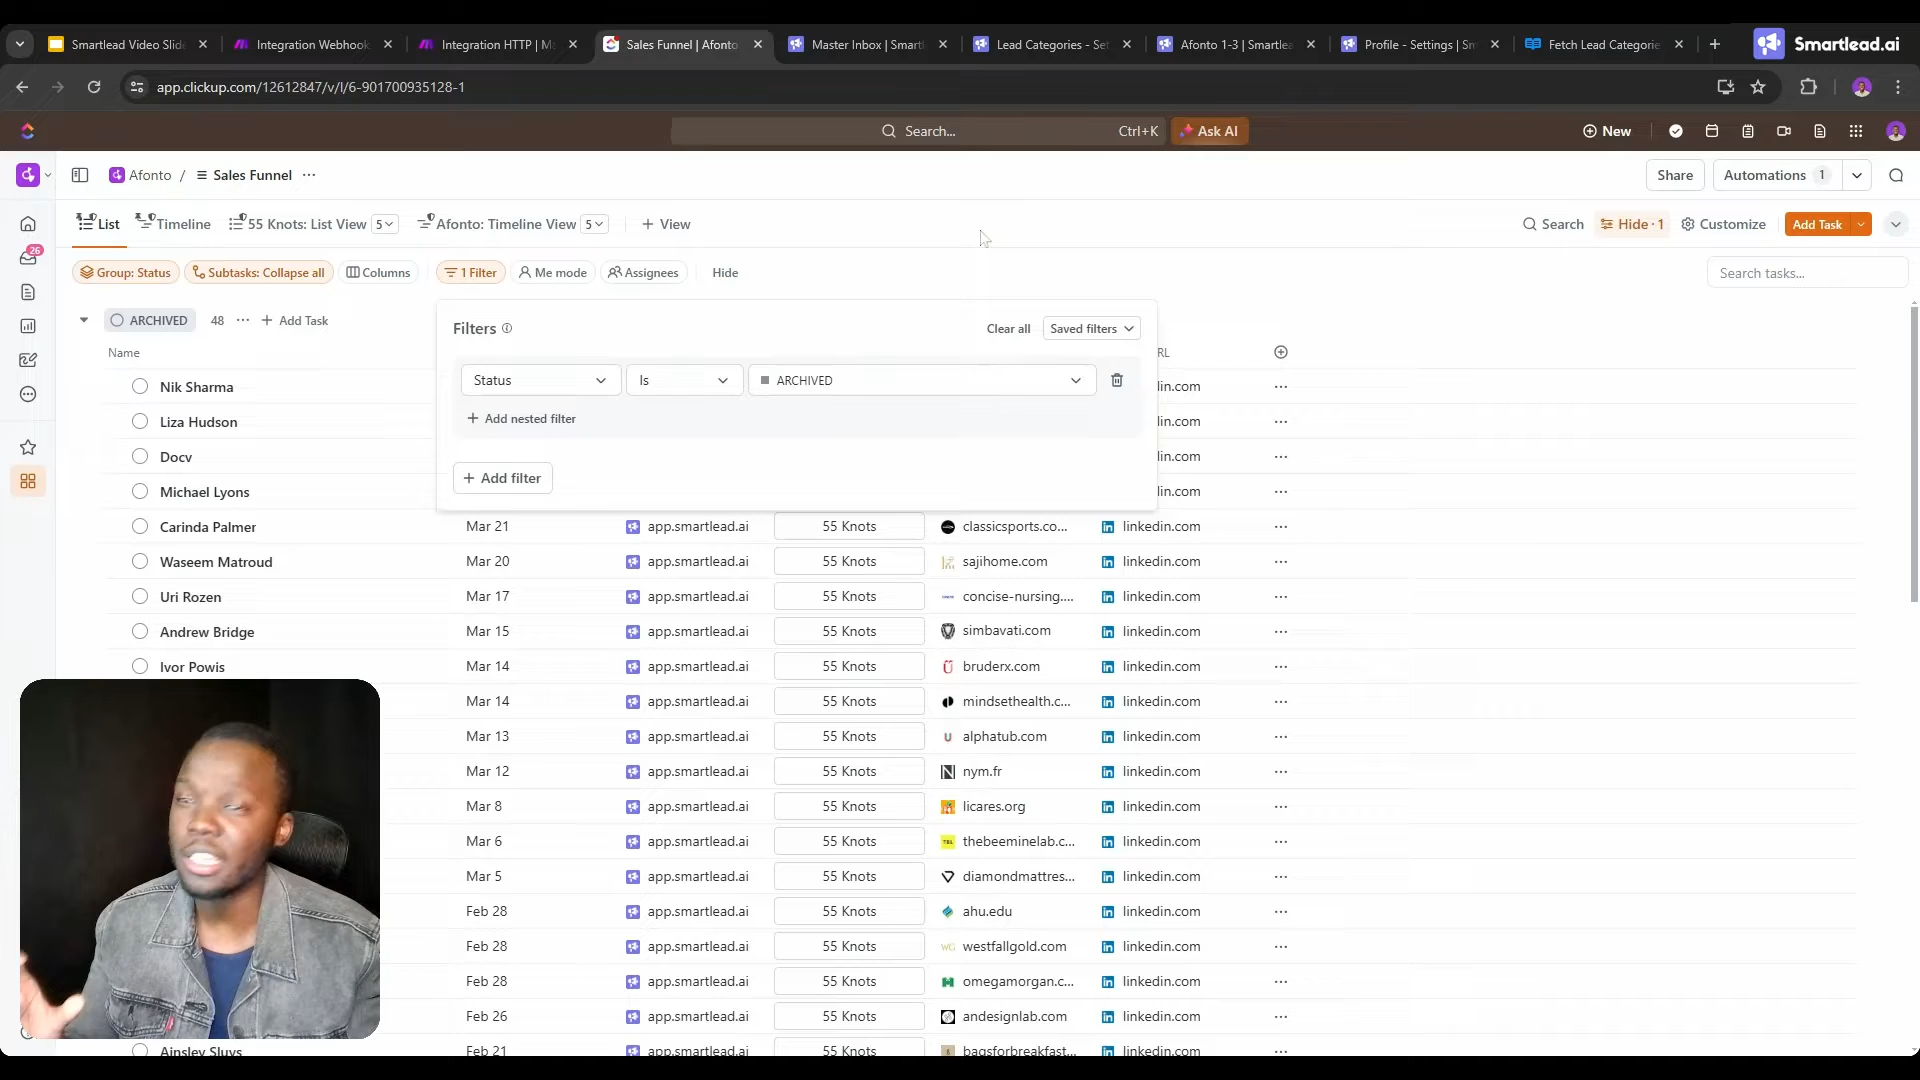 Smartlead Video Slide
Integration Webhook
Integration HTTP | Ma
Sales Funnel | Afonto
Master Inbox | Smartl
Lead Categories - Set
Afonto 1-3 | Smartlea
Profile - Settings | Sm
Fetch Lead Categorie
Smartlead.ai
app.clickup.com/12612847/v/l/6-901700935128-1
Search...
Ctrl+K
Ask AI
New
Afonto / Sales Funnel
Share
Automations 1
26
List
Timeline
55 Knots: List View 5
Afonto: Timeline View 5
+ View
Search
Hide · 1
Customize
Add Task
Group: Status
Subtasks: Collapse all
Columns
1 Filter
Me mode
Assignees
Hide
Search tasks...
ARCHIVED 48 + Add Task
Filters
Clear all
Saved filters
Name
RL
Status
Is
ARCHIVED
+ Add nested filter
+ Add filter
Nik Sharma lin.com
Liza Hudson lin.com
Docv lin.com
Michael Lyons lin.com
Carinda Palmer Mar 21 app.smartlead.ai 55 Knots classicsports.co... linkedin.com
Waseem Matroud Mar 20 app.smartlead.ai 55 Knots sajihome.com linkedin.com
Uri Rozen Mar 17 app.smartlead.ai 55 Knots concise-nursing.... linkedin.com
Andrew Bridge Mar 15 app.smartlead.ai 55 Knots simbavati.com linkedin.com
Ivor Powis Mar 14 app.smartlead.ai 55 Knots bruderx.com linkedin.com
Mar 14 app.smartlead.ai 55 Knots mindsethealth.c... linkedin.com
Mar 13 app.smartlead.ai 55 Knots alphatub.com linkedin.com
Mar 12 app.smartlead.ai 55 Knots nym.fr linkedin.com
Mar 8 app.smartlead.ai 55 Knots licares.org linkedin.com
Mar 6 app.smartlead.ai 55 Knots thebeeminelab.c... linkedin.com
Mar 5 app.smartlead.ai 55 Knots diamondmattres... linkedin.com
Feb 28 app.smartlead.ai 55 Knots ahu.edu linkedin.com
Feb 28 app.smartlead.ai 55 Knots westfallgold.com linkedin.com
Feb 28 app.smartlead.ai 55 Knots omegamorgan.c... linkedin.com
Feb 26 app.smartlead.ai 55 Knots andesignlab.com linkedin.com
Ainsley Sluys Feb 21 app.smartlead.ai 55 Knots bagsforbreakfast... linkedin.com